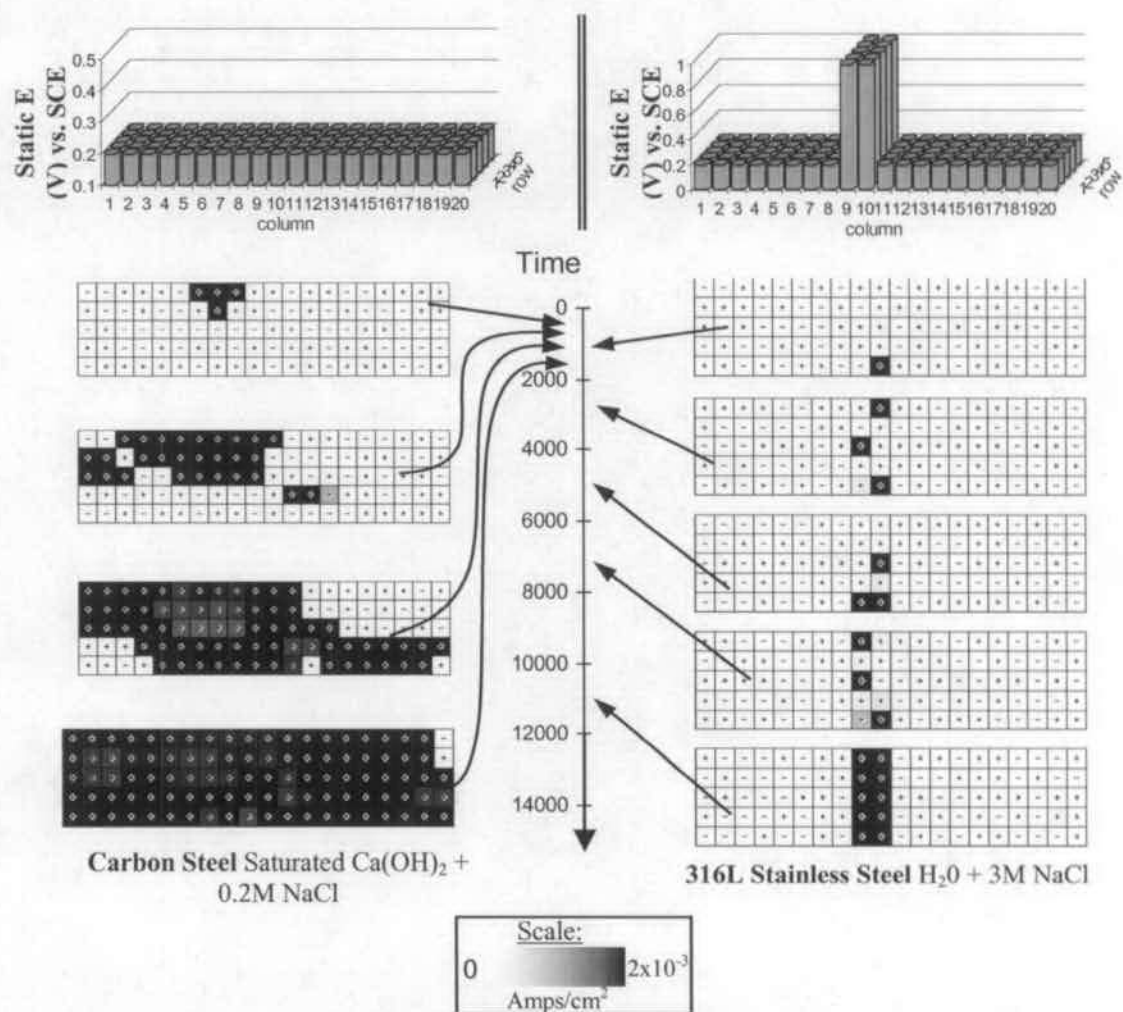 Static E
(V) vs. SCE
0.5
0.4
0.3
0.2
0.1
1 2 3 4 5 6 7 8 9 10 11 12 13 14 15 16 17 18 19 20
column
row
Static E
(V) vs. SCE
1
0.8
0.6
0.4
0.2
0
1 2 3 4 5 6 7 8 9 10 11 12 13 14 15 16 17 18 19 20
column
row
Time
0
2000
4000
6000
8000
10000
12000
14000
Carbon Steel Saturated Ca(OH)₂ +
0.2M NaCl
316L Stainless Steel H₂0 + 3M NaCl
Scale:
0 2x10⁻³
Amps/cm²